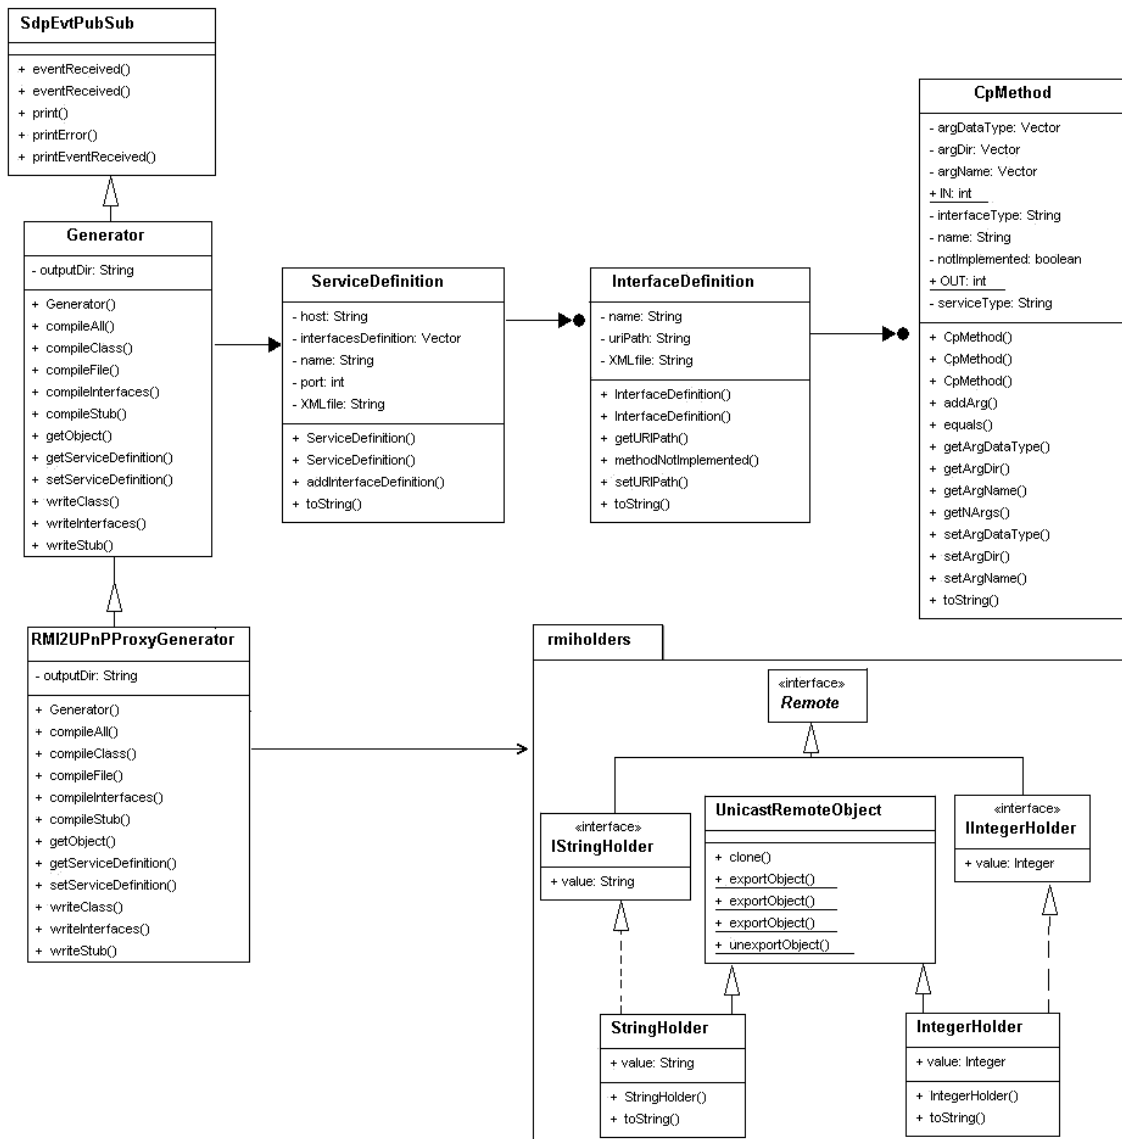 SdpEvtPubSub
+ eventReceived()
+ eventReceived()
+ print()
+ printError()
+ printEventReceived()
Generator
- outputDir: String
+ Generator()
+ compileAll()
+ compileClass()
+ compileFile()
+ compileInterfaces()
+ compileStub()
+ getObject()
+ getServiceDefinition()
+ setServiceDefinition()
+ writeClass()
+ writeInterfaces()
+ writeStub()
ServiceDefinition
- host: String
- interfacesDefinition: Vector
- name: String
- port: int
- XMLfile: String
+ ServiceDefinition()
+ ServiceDefinition()
+ addInterfaceDefinition()
+ toString()
InterfaceDefinition
- name: String
- uriPath: String
- XMLfile: String
+ InterfaceDefinition()
+ InterfaceDefinition()
+ getURIPath()
+ methodNotImplemented()
+ setURIPath()
+ toString()
CpMethod
- argDataType: Vector
- argDir: Vector
- argName: Vector
+ IN: int
- interfaceType: String
- name: String
- notImplemented: boolean
+ OUT: int
- serviceType: String
+ CpMethod()
+ CpMethod()
+ CpMethod()
+ addArg()
+ equals()
+ getArgDataType()
+ getArgDir()
+ getArgName()
+ getNArgs()
+ setArgDataType()
+ setArgDir()
+ setArgName()
+ toString()
RMI2UPnPProxyGenerator
- outputDir: String
+ Generator()
+ compileAll()
+ compileClass()
+ compileFile()
+ compileInterfaces()
+ compileStub()
+ getObject()
+ getServiceDefinition()
+ setServiceDefinition()
+ writeClass()
+ writeInterfaces()
+ writeStub()
rmiholders
«interface»
Remote
«interface»
IStringHolder
+ value: String
UnicastRemoteObject
+ clone()
+ exportObject()
+ exportObject()
+ exportObject()
+ unexportObject()
«interface»
IIntegerHolder
+ value: Integer
StringHolder
+ value: String
+ StringHolder()
+ toString()
IntegerHolder
+ value: Integer
+ IntegerHolder()
+ toString()